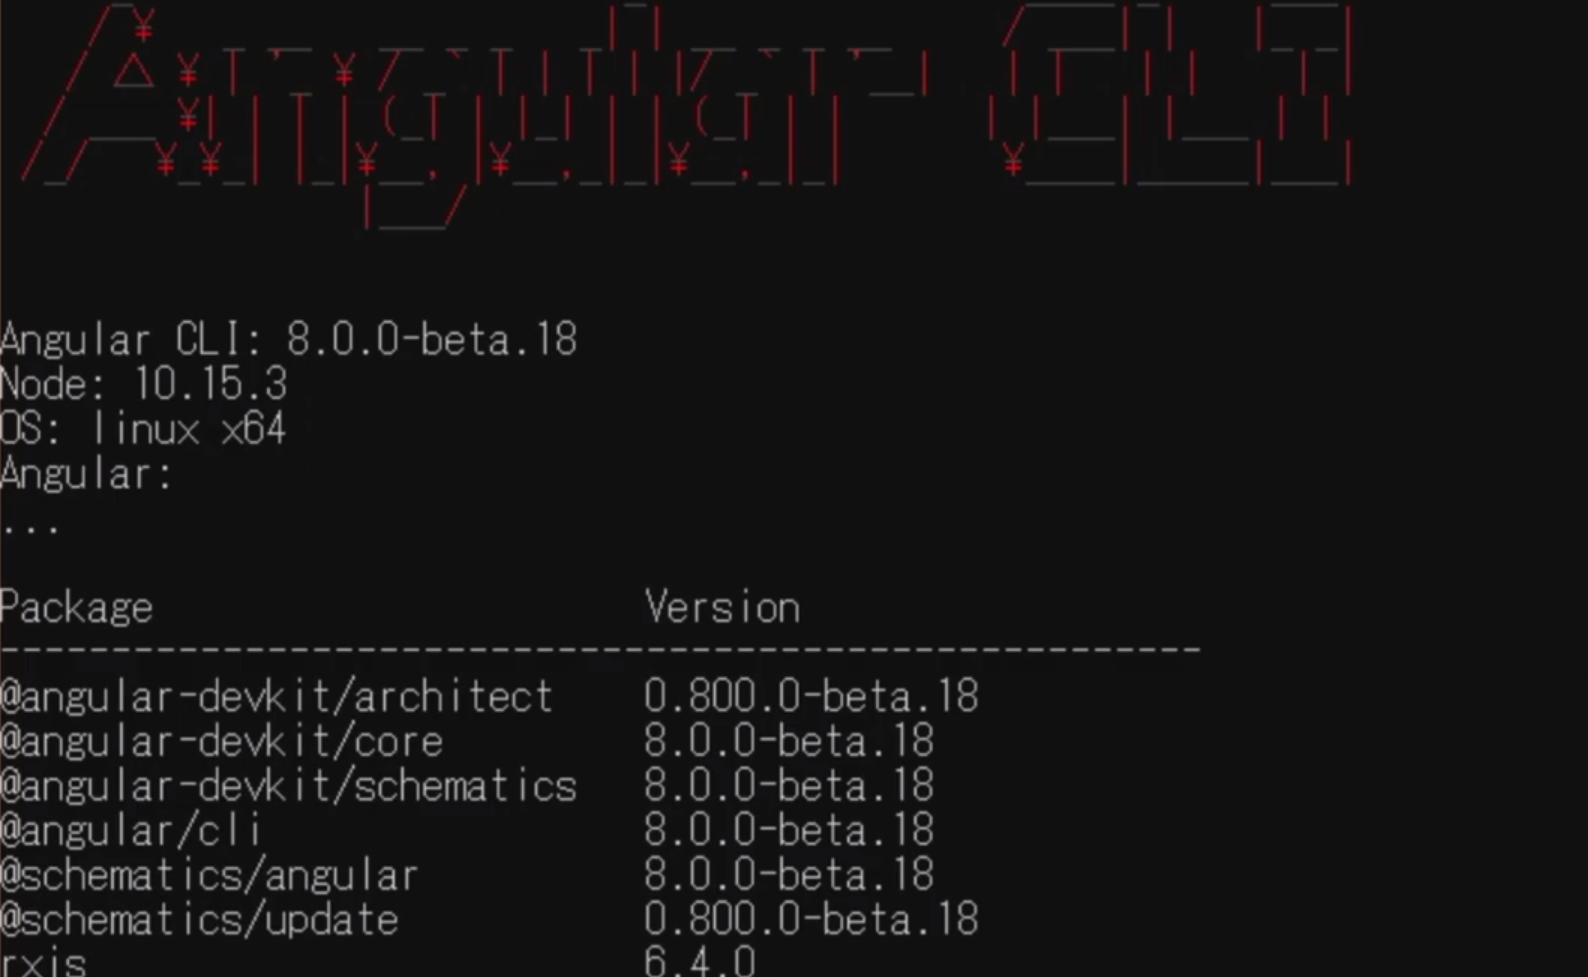 Angular CLI
Angular CLI: 8.0.0-beta.18
Node: 10.15.3
OS: linux x64
Angular:
...
Package Version
------------------------------------------------------
@angular-devkit/architect 0.800.0-beta.18
@angular-devkit/core 8.0.0-beta.18
@angular-devkit/schematics 8.0.0-beta.18
@angular/cli 8.0.0-beta.18
@schematics/angular 8.0.0-beta.18
@schematics/update 0.800.0-beta.18
rxjs 6.4.0